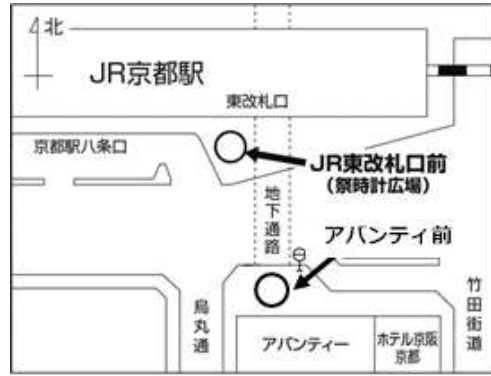 北
JR京都駅
東改札口
京都駅八条口
JR東改札口前
（祭時計広場）
地下通路
アバンティ前
烏丸通
アバンティー
ホテル京阪
京都
竹田街道